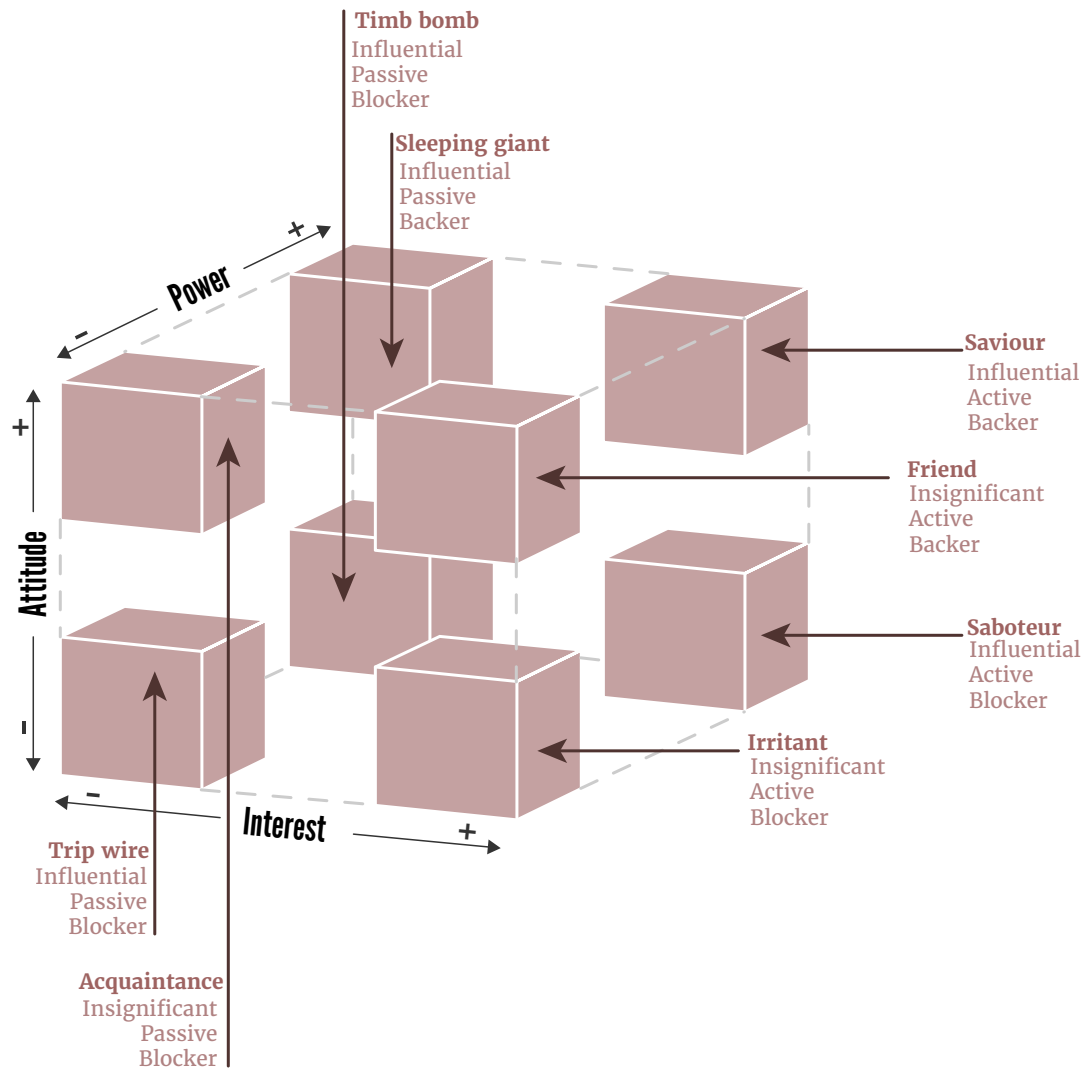 Timb bomb
Influential
Passive
Blocker
Sleeping giant
Influential
Passive
Backer
+
Power
-
Saviour
Influential
Active
Backer
+
Attitude
-
Friend
Insignificant
Active
Backer
Saboteur
Influential
Active
Blocker
Irritant
Insignificant
Active
Blocker
-
Interest
+
Trip wire
Influential
Passive
Blocker
Acquaintance
Insignificant
Passive
Blocker